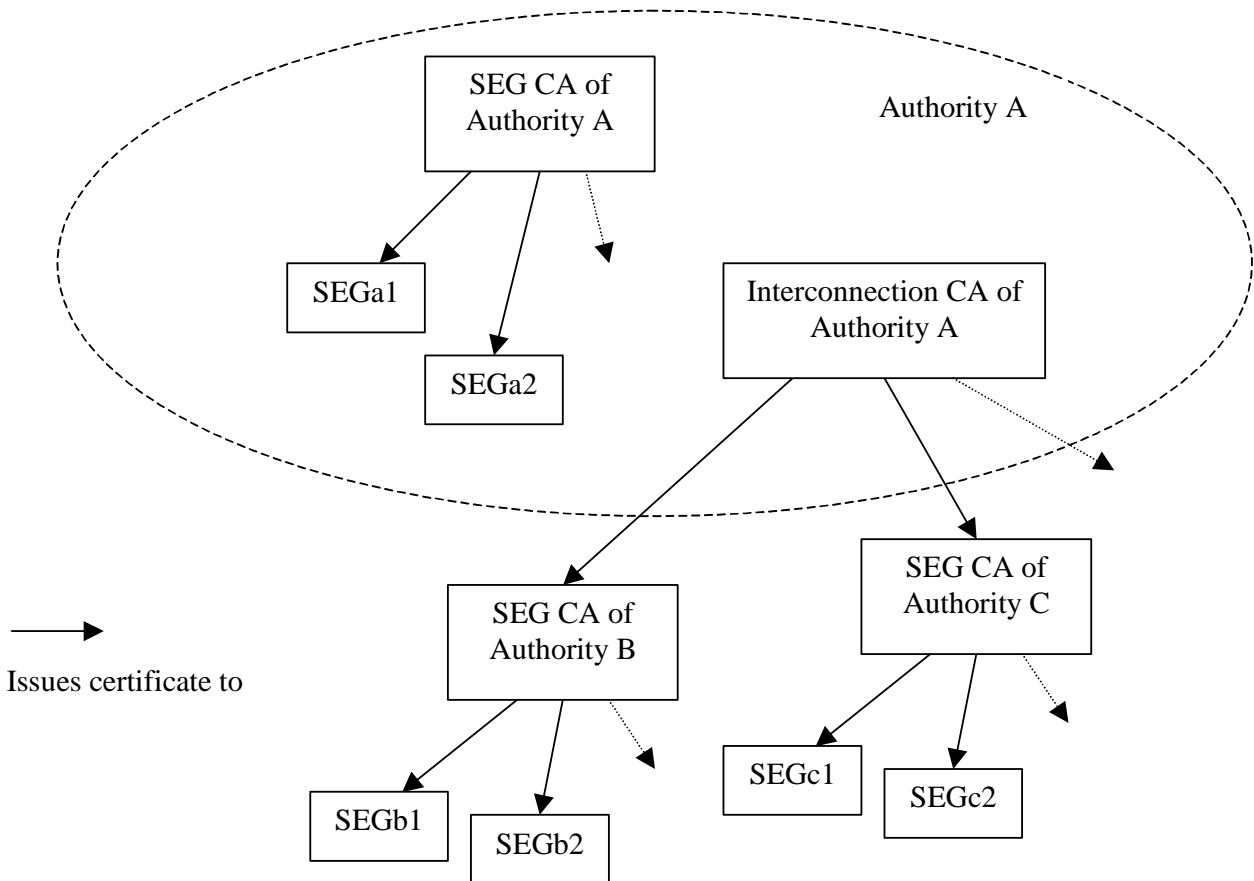 SEG CA of
Authority A
Authority A
SEGa1
Interconnection CA of
Authority A
SEGa2
SEG CA of
Authority C
SEG CA of
Authority B
Issues certificate to
SEGc1
SEGc2
SEGb1
SEGb2